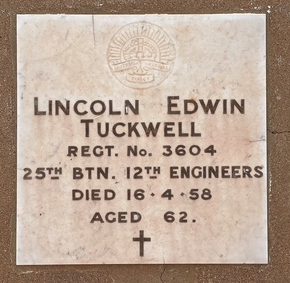 LINCOLN EDWIN
TUCKWELL
REGT. No. 3604
25TH BTN. 12TH ENGINEERS
DIED 16·4·58
AGED 62.